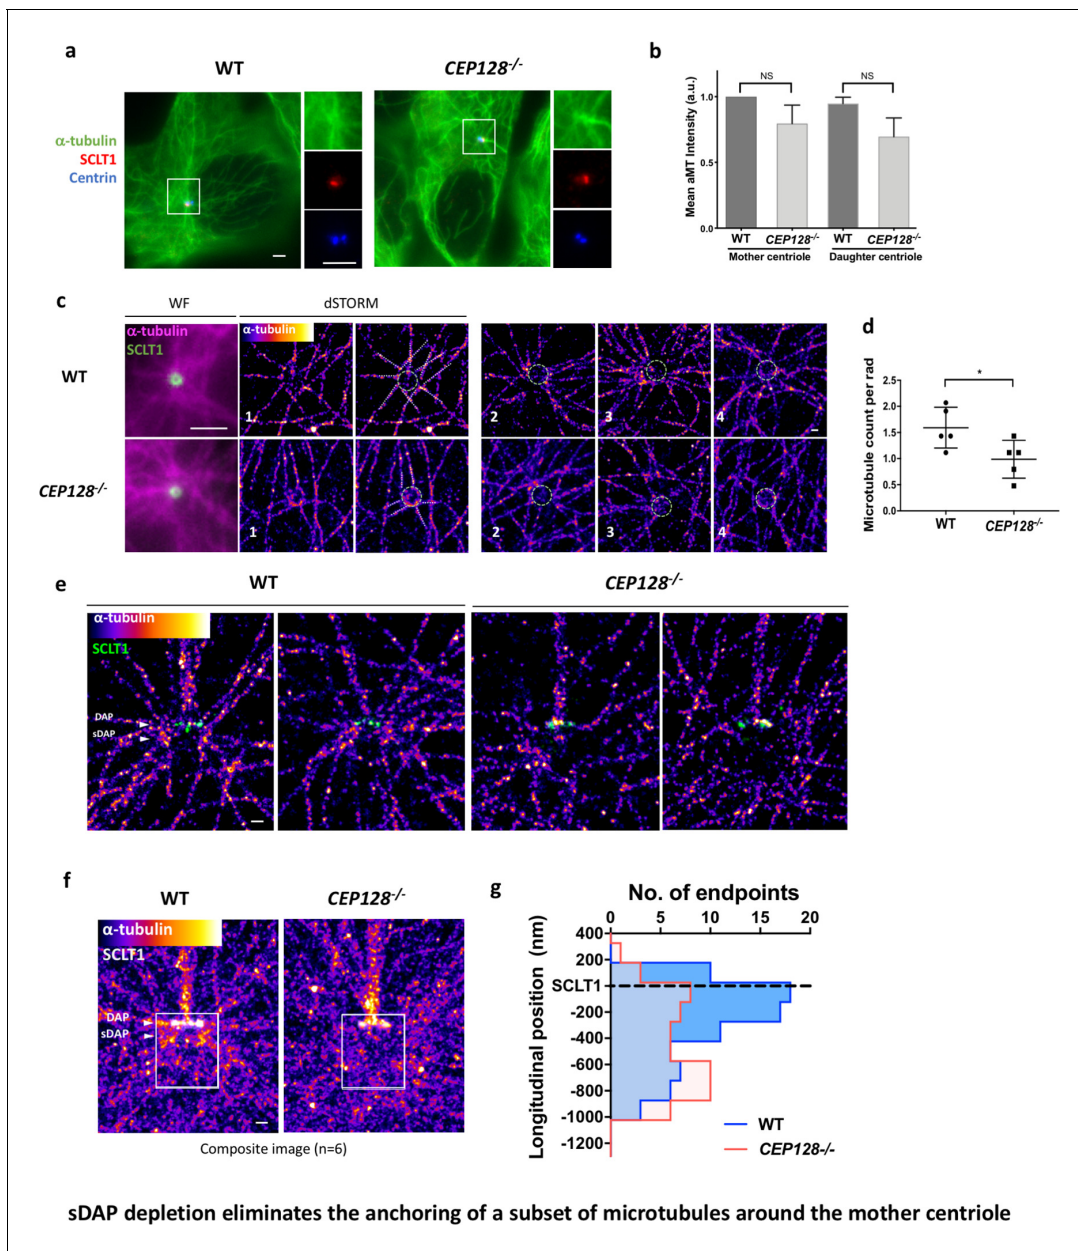 a
WT
CEP128-/-
α-tubulin
SCLT1
Centrin
b
Mean aMT Intensity (a.u.)
1.0
0.5
0.0
NS
NS
WT
CEP128-/-
WT
CEP128-/-
Mother centriole
Daughter centriole
c
WF
dSTORM
α-tubulin
SCLT1
α-tubulin
WT
1
2
3
4
CEP128-/-
1
2
3
4
d
Microtubule count per rad
2.5
2.0
1.5
1.0
0.5
0.0
*
WT
CEP128-/-
e
WT
CEP128-/-
α-tubulin
SCLT1
DAP
sDAP
f
WT
CEP128-/-
α-tubulin
SCLT1
DAP
sDAP
Composite image (n=6)
g
No. of endpoints
0 5 10 15 20
Longitudinal position (nm)
400
200
SCLT1
-200
-400
-600
-800
-1000
-1200
WT
CEP128-/-
sDAP depletion eliminates the anchoring of a subset of microtubules around the mother centriole